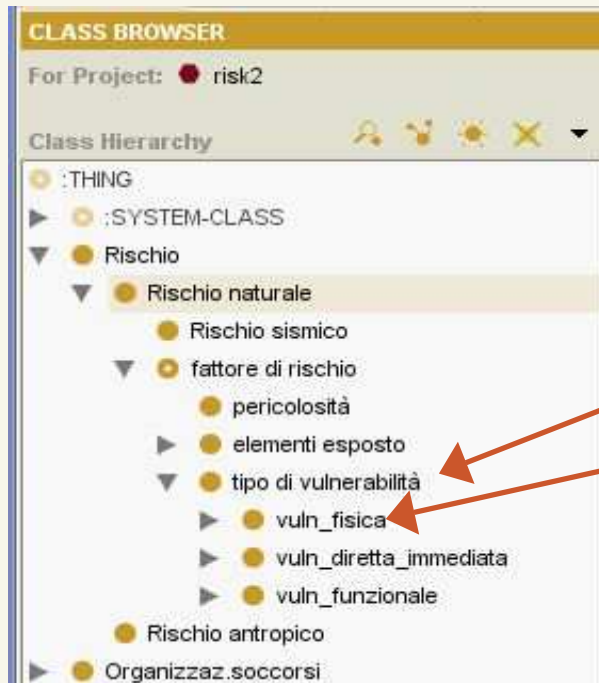 CLASS BROWSER
For Project: risk2
Class Hierarchy
:THING
:SYSTEM-CLASS
Rischio
Rischio naturale
Rischio sismico
fattore di rischio
pericolosità
elementi esposto
tipo di vulnerabilità
vuln_fisica
vuln_diretta_immediata
vuln_funzionale
Rischio antropico
Organizzaz.soccorsi